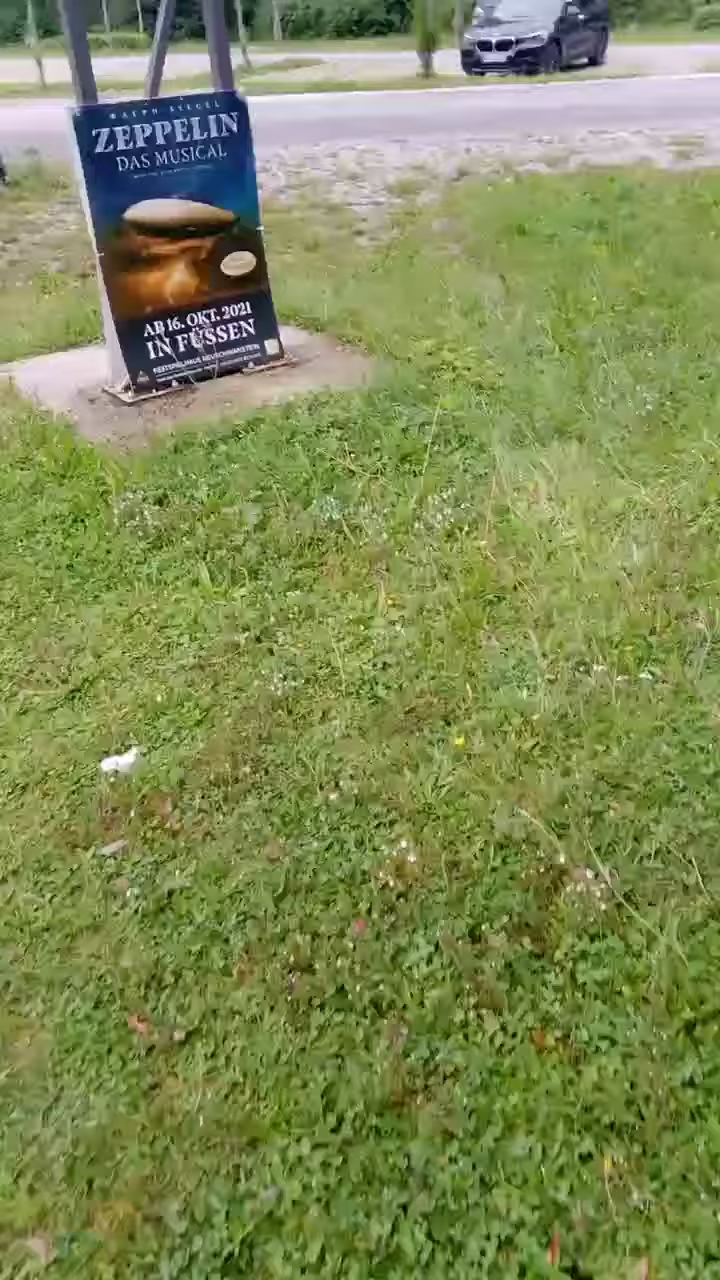 RALPH SIEGEL
ZEPPELIN
DAS MUSICAL
AB 16. OKT. 2021
IN FÜSSEN
FESTSPIELHAUS NEUSCHWANSTEIN